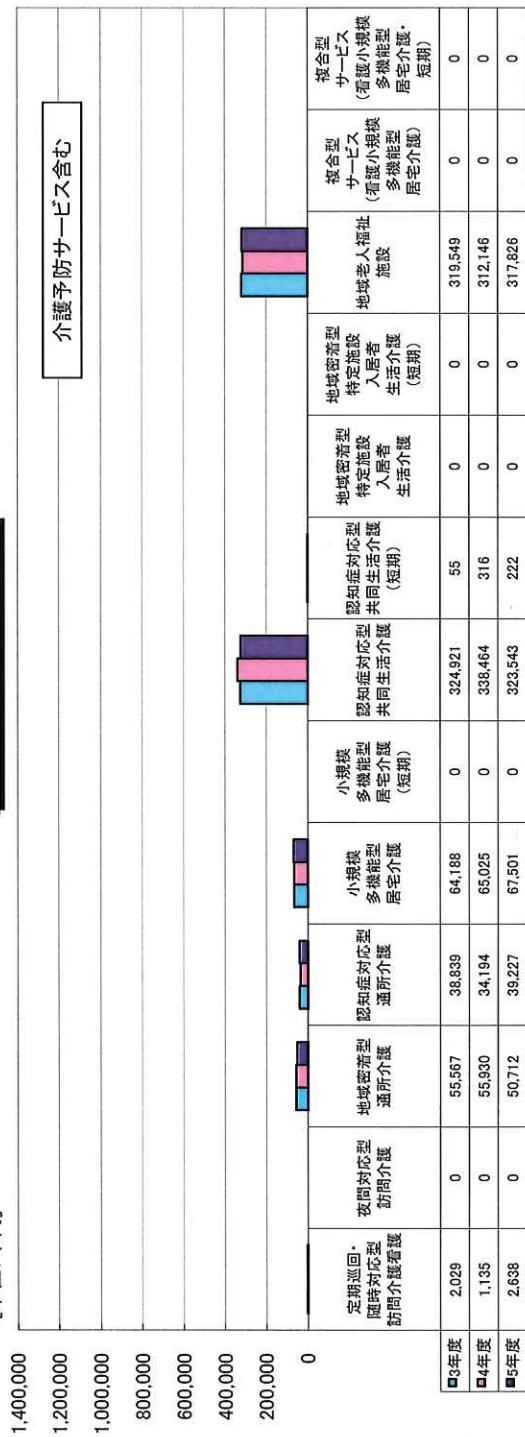 1,400,000
1,200,000
1,000,000
800,000
600,000
400,000
200,000
0
介護予防サービス含む
定期巡回・
随時対応型
訪問介護看護
夜間対応型
訪問介護
地域密着型
通所介護
認知症対応型
通所介護
小規模
多機能型
居宅介護
小規模
多機能型
居宅介護
(短期)
認知症対応型
共同生活介護
認知症対応型
共同生活介護
(短期)
地域密着型
特定施設
入居者
生活介護
地域密着型
特定施設
入居者
生活介護
(短期)
地域老人福祉
施設
複合型
サービス
(看護小規模
多機能型
居宅介護)
複合型
サービス
(看護小規模
多機能型
居宅介護・
短期)
3年度 2,029 0 55,567 38,839 64,188 0 324,921 55 0 0 319,549 0 0
4年度 1,135 0 55,930 34,194 65,025 0 338,464 316 0 0 312,146 0 0
5年度 2,638 0 50,712 39,227 67,501 0 323,543 222 0 0 317,826 0 0